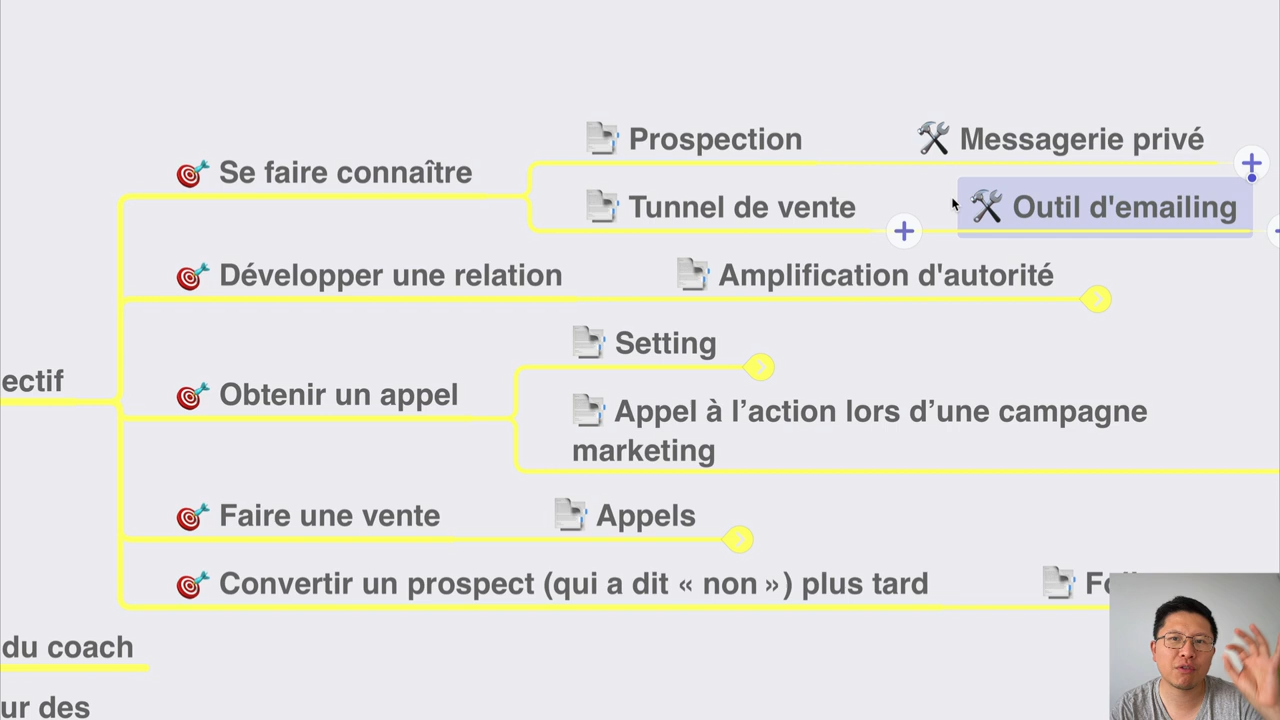 Prospection
Messagerie privé
Se faire connaître
Tunnel de vente
Outil d'emailing
Développer une relation
Amplification d'autorité
Setting
ectif
Obtenir un appel
Appel à l’action lors d’une campagne
marketing
Faire une vente
Appels
Convertir un prospect (qui a dit « non ») plus tard
du coach
ur des